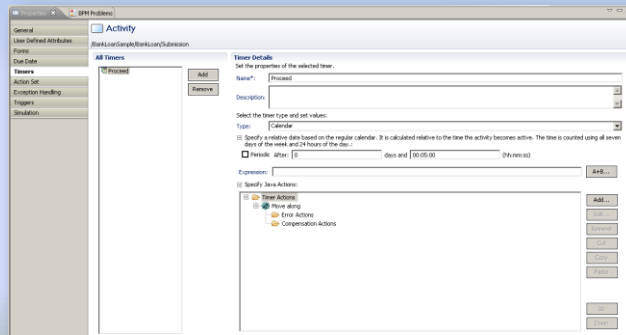 Properties
BPM Problems
General
User Defined Attributes
Forms
Due Date
Timers
Action Set
Exception Handling
Triggers
Simulation
Activity
/BankLoanSample/BankLoan/Submission
All Timers
Proceed
Add
Remove
Timer Details
Set the properties of the selected timer.
Name*: Proceed
Description:
Select the timer type and set values:
Type: Calendar
Specify a relative date based on the regular calendar. It is calculated relative to the time the activity becomes active. The time is counted using all seven
days of the week and 24 hours of the day.:
Periodic After: 0 days and 00:05:00 (hh:mm:ss)
Expression: A+B...
Specify Java Actions:
Timer Actions
Move along
Error Actions
Compensation Actions
Add...
Edit...
Remove
Cut
Copy
Paste
Up
Down